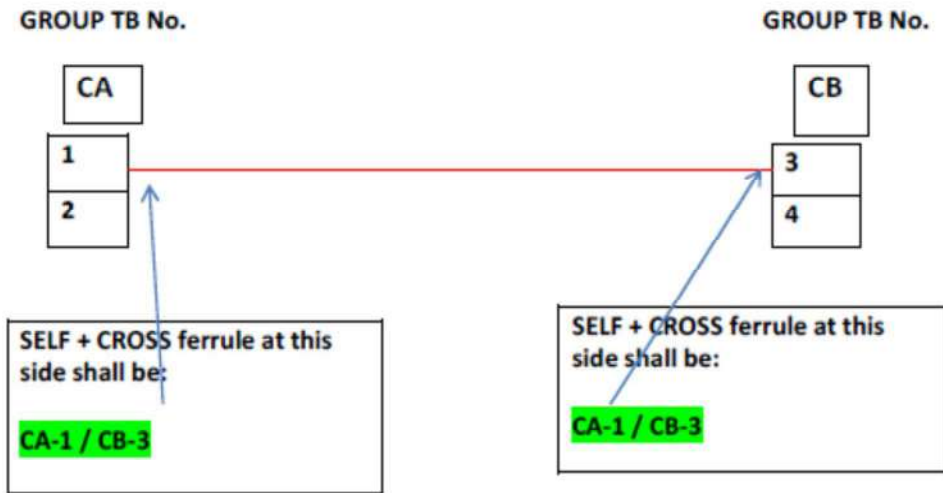 GROUP TB No.
GROUP TB No.
CA
CB
1
3
2
4
SELF + CROSS ferrule at this
side shall be:
CA-1 / CB-3
SELF + CROSS ferrule at this
side shall be:
CA-1 / CB-3